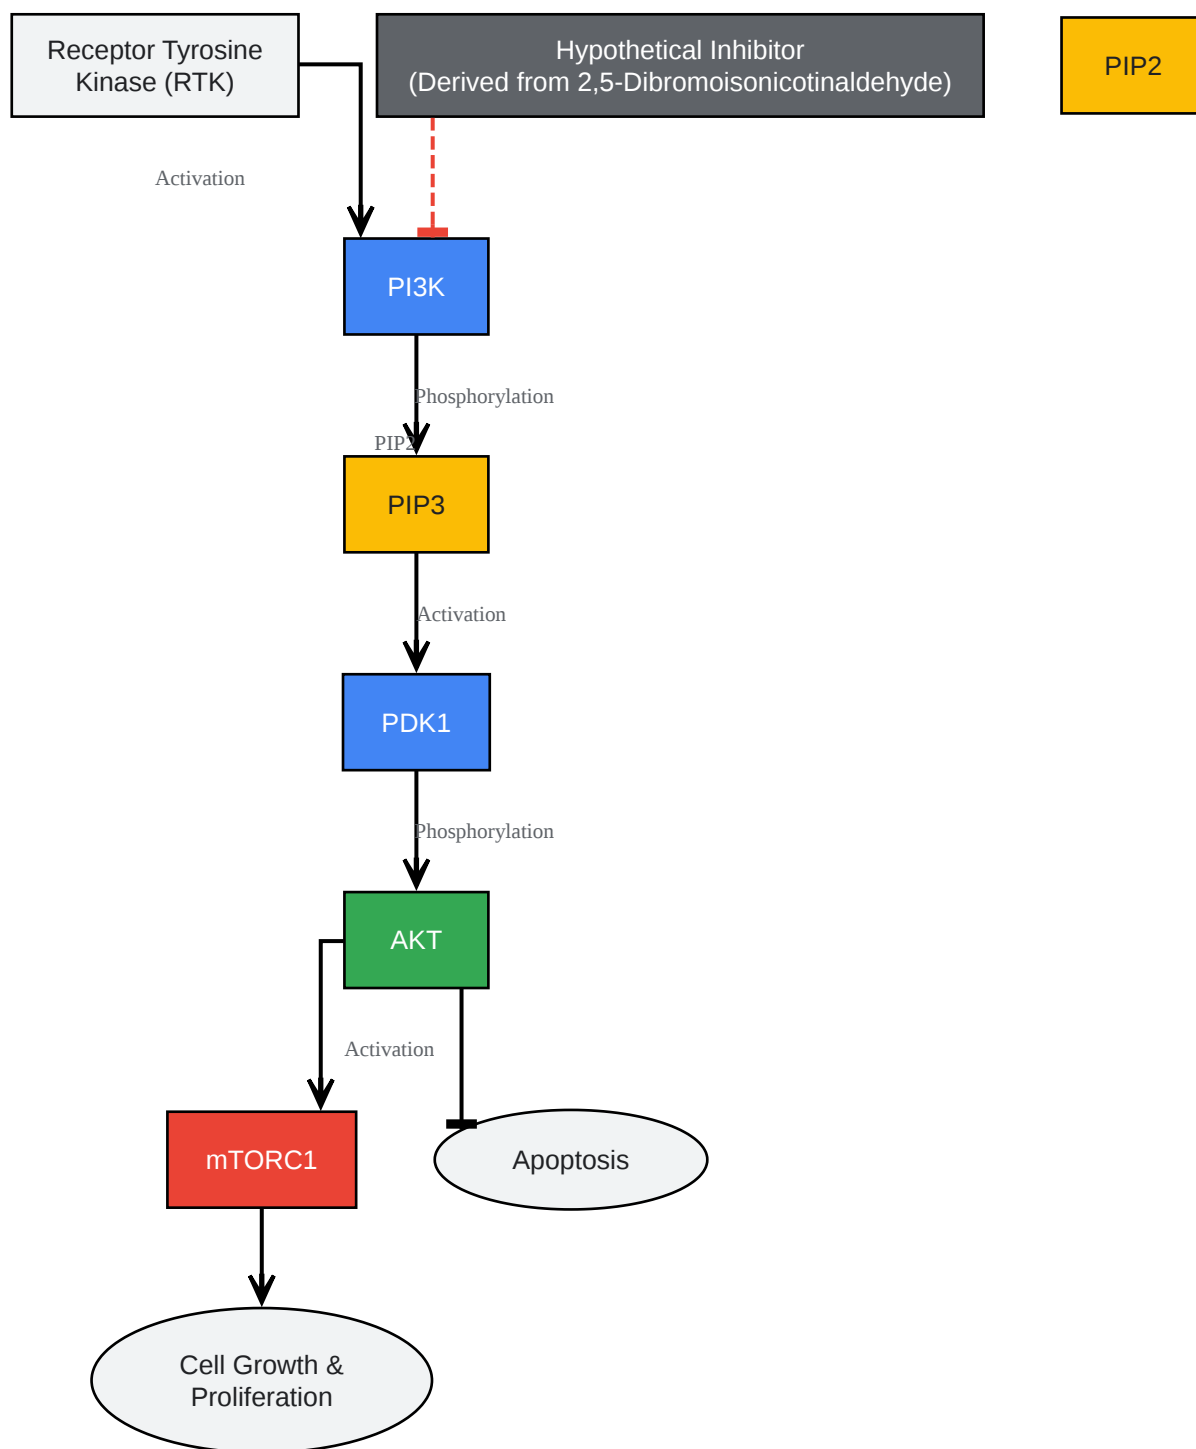 Receptor Tyrosine
Kinase (RTK)
Hypothetical Inhibitor
(Derived from 2,5-Dibromoisonicotinaldehyde)
PIP2
Activation
PI3K
Phosphorylation
PIP2
PIP3
Activation
PDK1
Phosphorylation
AKT
Activation
mTORC1
Apoptosis
Cell Growth &
Proliferation